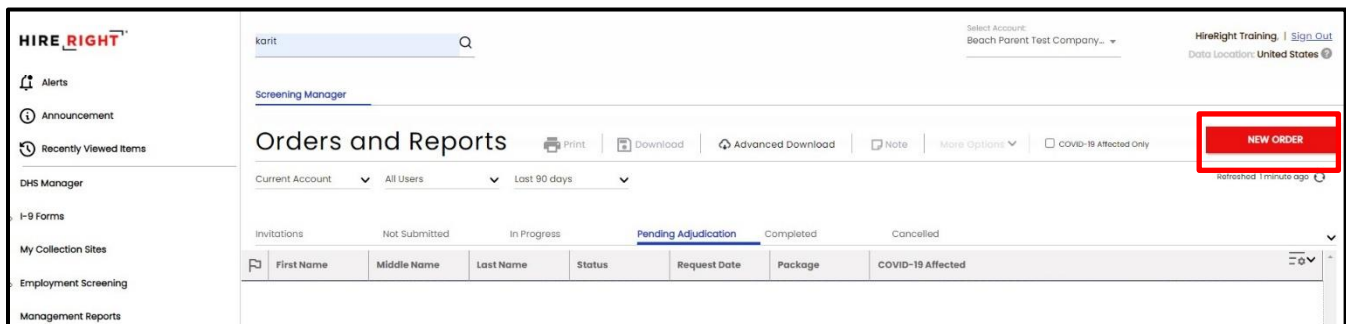 HIRE RIGHT
Alerts
Announcement
Recently Viewed Items
DHS Manager
I-9 Forms
My Collection Sites
Employment Screening
Management Reports
karit
Select Account:
Beach Parent Test Company...
HireRight Training, | Sign Out
Data Location: United States
Screening Manager
Orders and Reports
Print | Download | Advanced Download | Note | More Options COVID-19 Affected Only
NEW ORDER
Current Account All Users Last 90 days
Refreshed 1 minute ago
Invitations Not Submitted In Progress Pending Adjudication Completed Cancelled
First Name Middle Name Last Name Status Request Date Package COVID-19 Affected